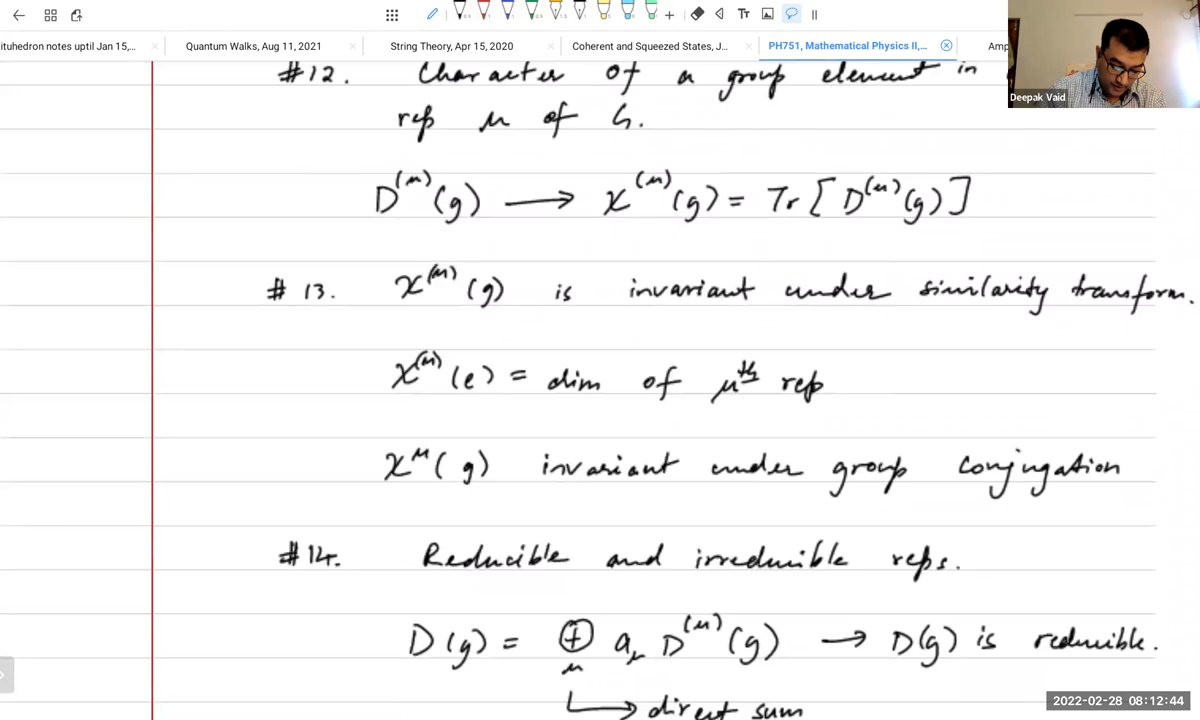 ituhedron notes uptil Jan 15,...
Quantum Walks, Aug 11, 2021
String Theory, Apr 15, 2020
Coherent and Squeezed States, J...
PH751, Mathematical Physics II,...
Amp
Deepak Vaid
#12. Character of a group element in
rep μ of G.
D^(μ)(g) → χ^(μ)(g) = Tr [ D^(μ)(g) ]
# 13. χ^(μ)(g) is invariant under similarity transform.
χ^(μ)(e) = dim of μ^th rep
χ^μ(g) invariant under group conjugation
#14. Reducible and irreducible reps.
D(g) = ⊕_μ a_μ D^(μ)(g) → D(g) is reducible.
↳ direct sum
2022-02-28 08:12:44